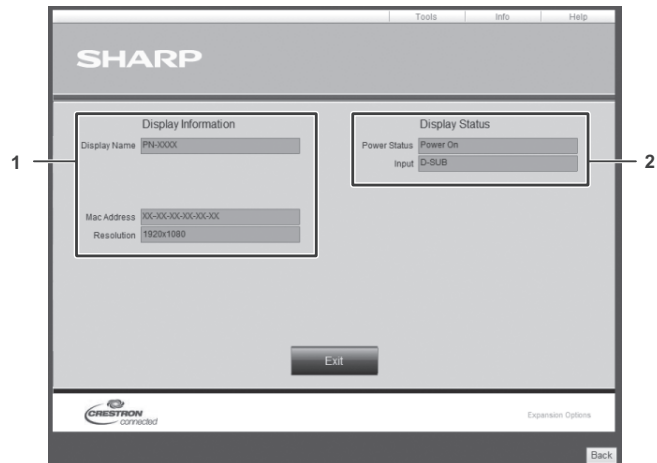 Tools Info Help
SHARP
Display Information
Display Status
Display Name PN-XXXX
Power Status Power On
1
2
Input D-SUB
Mac Address XX-XX-XX-XX-XX-XX
Resolution 1920x1080
Exit
CRESTRON
connected
Expansion Options
Back